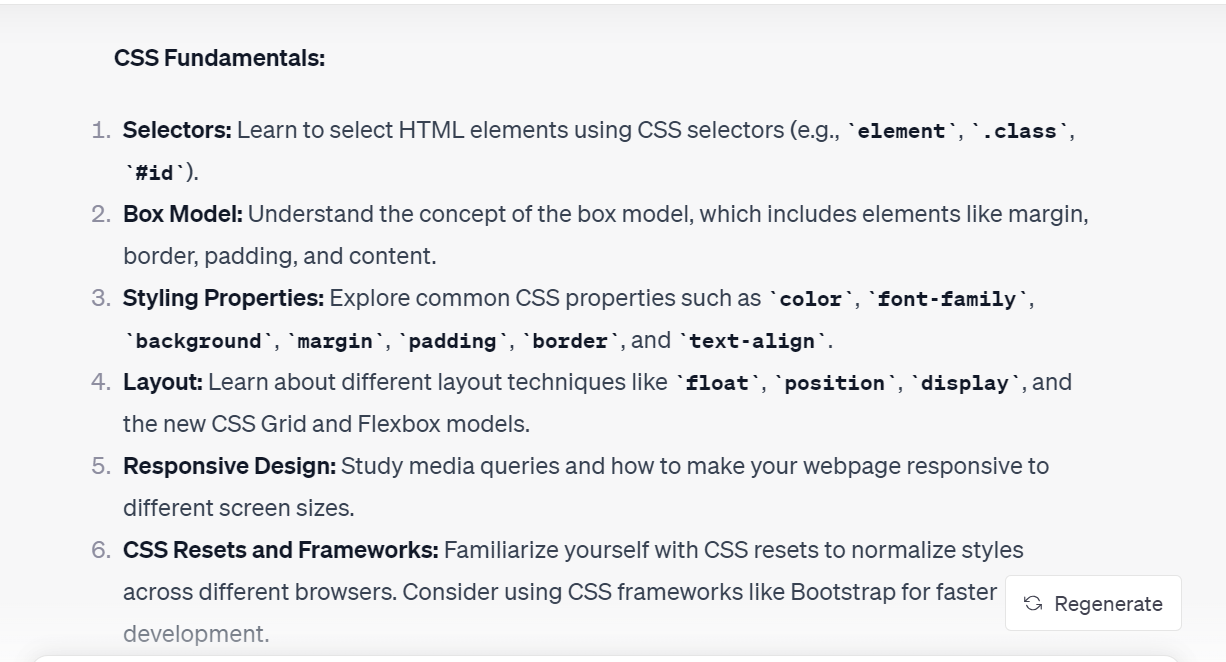 CSS Fundamentals:
1. Selectors: Learn to select HTML elements using CSS selectors (e.g., `element`, `.class`,
`#id`).
2. Box Model: Understand the concept of the box model, which includes elements like margin,
border, padding, and content.
3. Styling Properties: Explore common CSS properties such as `color`, `font-family`,
`background`, `margin`, `padding`, `border`, and `text-align`.
4. Layout: Learn about different layout techniques like `float`, `position`, `display`, and
the new CSS Grid and Flexbox models.
5. Responsive Design: Study media queries and how to make your webpage responsive to
different screen sizes.
6. CSS Resets and Frameworks: Familiarize yourself with CSS resets to normalize styles
across different browsers. Consider using CSS frameworks like Bootstrap for faster
development.
Regenerate